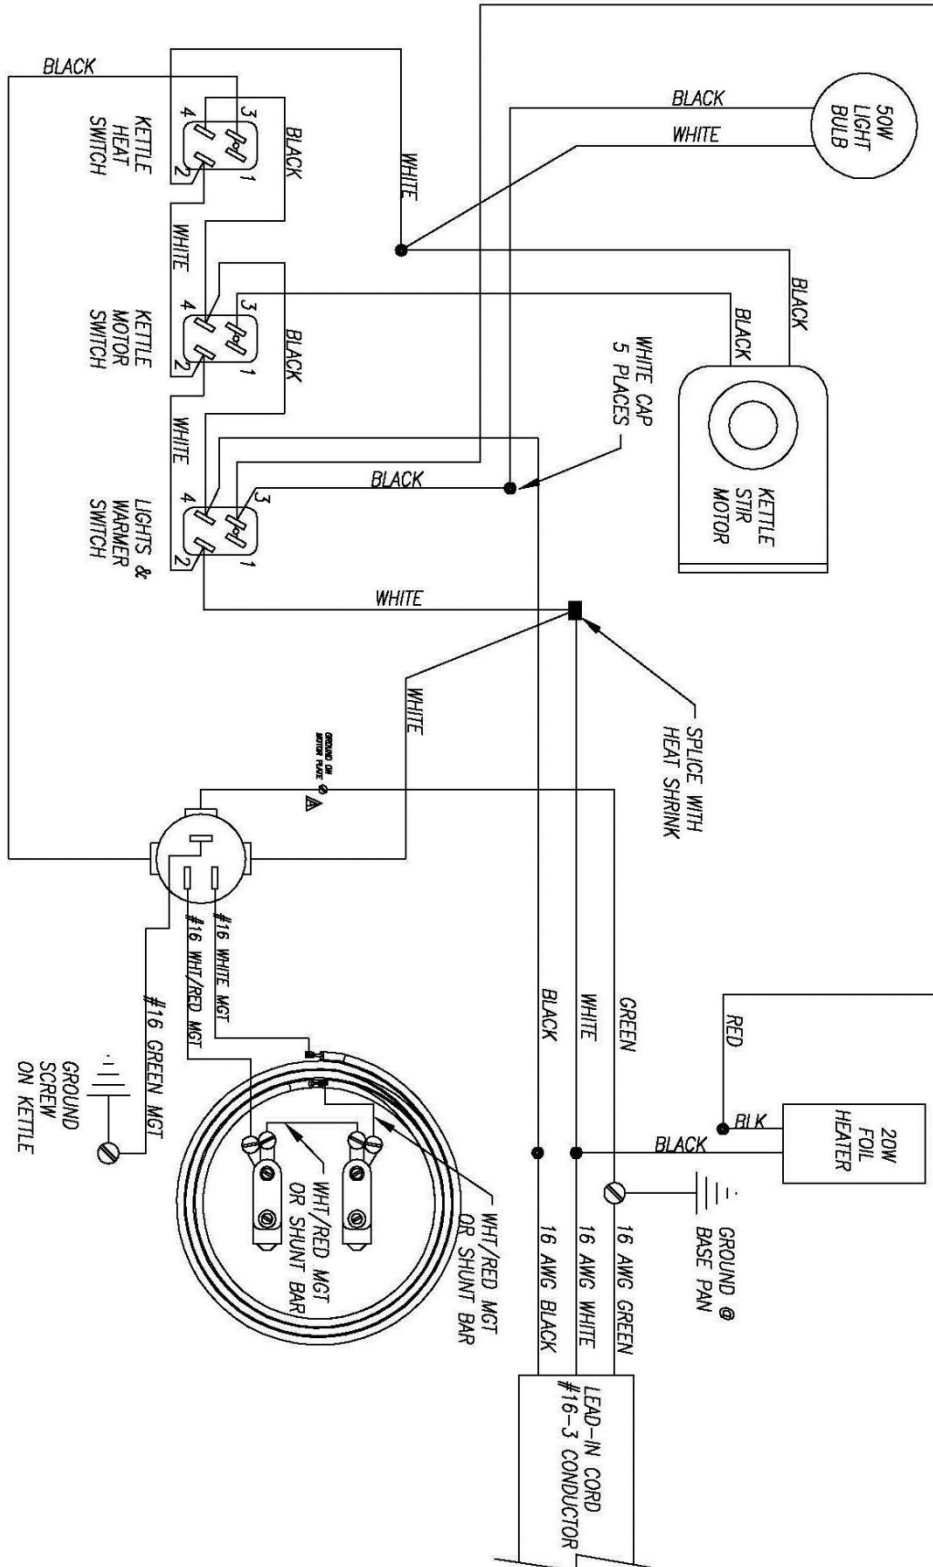 50W
LIGHT
BULB
BLACK
WHITE
BLACK
BLACK
WHITE
KETTLE
STIR
MOTOR
WHITE CAP
5 PLACES
BLACK
KETTLE
HEAT
SWITCH
3
4
1
2
BLACK
WHITE
KETTLE
MOTOR
SWITCH
3
4
1
2
BLACK
WHITE
LIGHTS &
WARMER
SWITCH
3
4
1
2
BLACK
WHITE
SPLICE WITH
HEAT SHRINK
WHITE
GROUND ON
MOTOR PLATE
A
20W
FOIL
HEATER
BLK
RED
BLACK
GROUND @
BASE PAN
GREEN
WHITE
BLACK
16 AWG GREEN
16 AWG WHITE
16 AWG BLACK
LEAD-IN CORD
#16-3 CONDUCTOR
#16 WHITE MGT
#16 WHT/RED MGT
#16 GREEN MGT
WHT/RED MGT
OR SHUNT BAR
WHT/RED MGT
OR SHUNT BAR
GROUND
SCREW
ON KETTLE